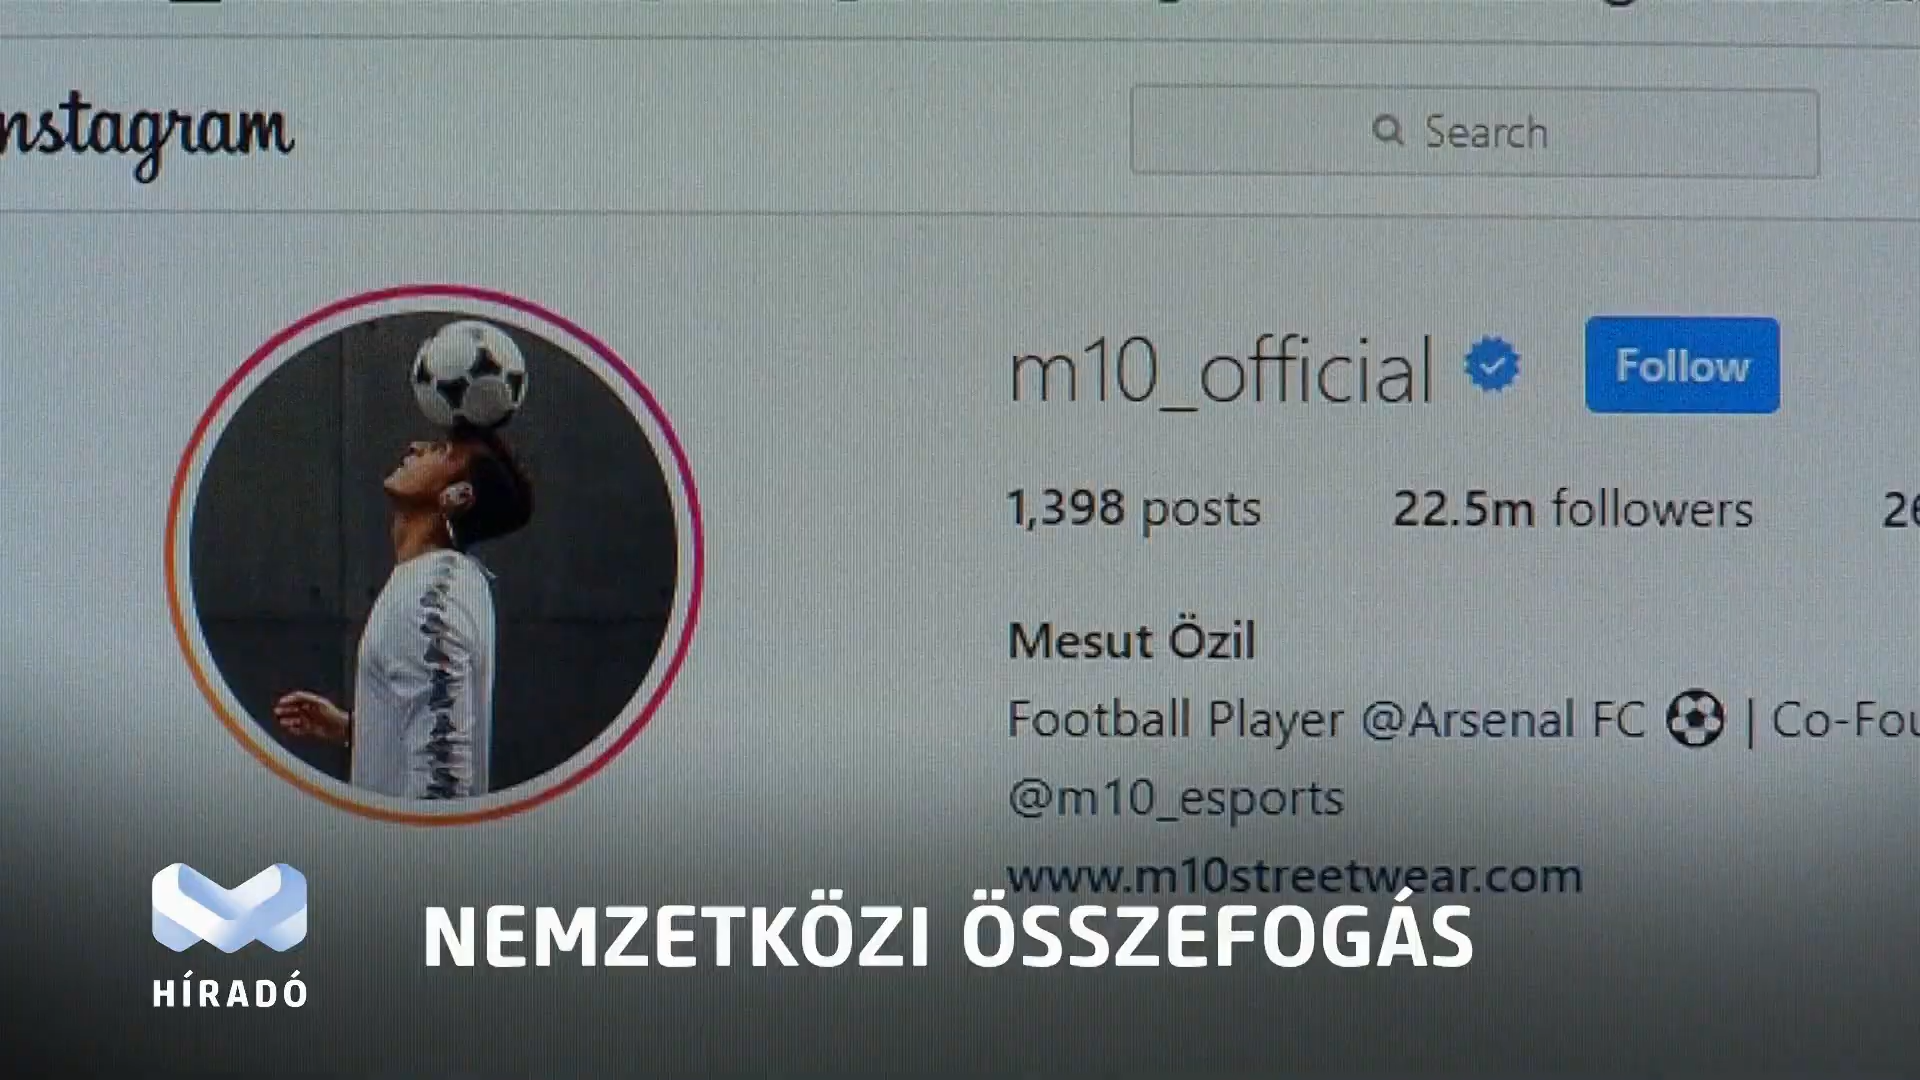 nstagram
Search
m10_official
Follow
1,398 posts 22.5m followers 26
Mesut Özil
Football Player @Arsenal FC ⚽ | Co-Fou
@m10_esports
www.m10streetwear.com
NEMZETKÖZI ÖSSZEFOGÁS
HÍRADÓ